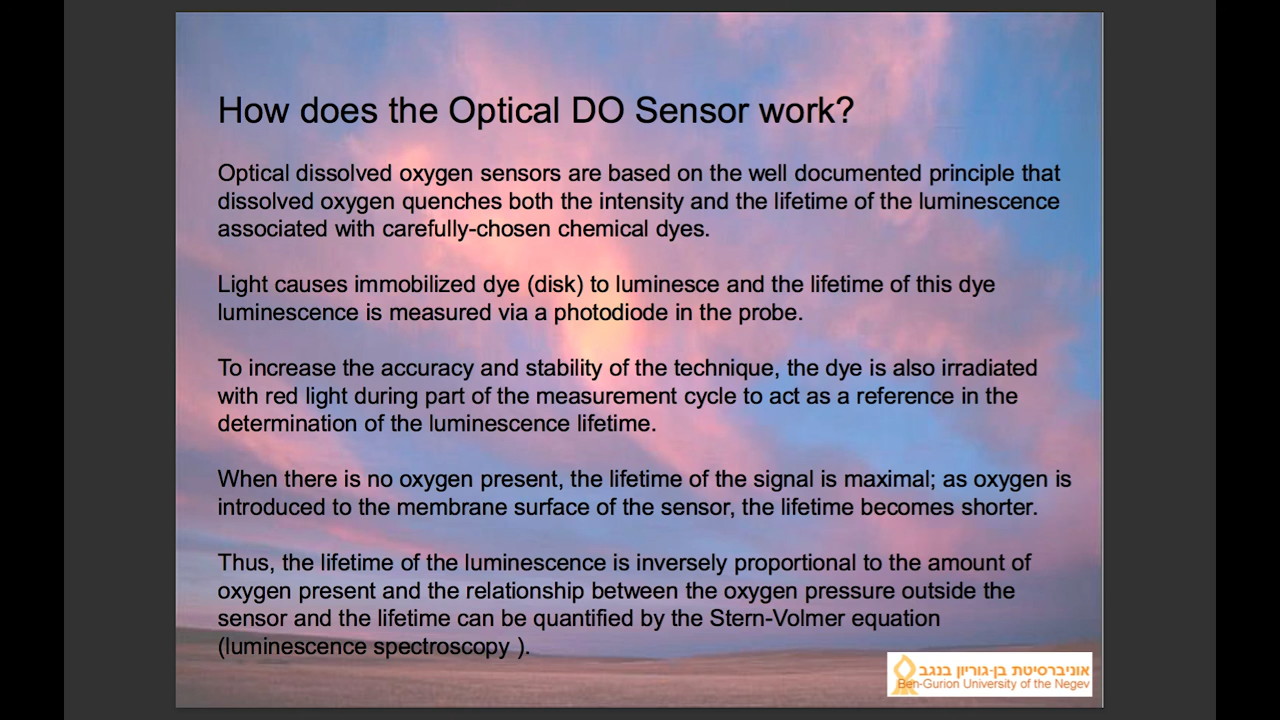 How does the Optical DO Sensor work?
Optical dissolved oxygen sensors are based on the well documented principle that
dissolved oxygen quenches both the intensity and the lifetime of the luminescence
associated with carefully-chosen chemical dyes.
Light causes immobilized dye (disk) to luminesce and the lifetime of this dye
luminescence is measured via a photodiode in the probe.
To increase the accuracy and stability of the technique, the dye is also irradiated
with red light during part of the measurement cycle to act as a reference in the
determination of the luminescence lifetime.
When there is no oxygen present, the lifetime of the signal is maximal; as oxygen is
introduced to the membrane surface of the sensor, the lifetime becomes shorter.
Thus, the lifetime of the luminescence is inversely proportional to the amount of
oxygen present and the relationship between the oxygen pressure outside the
sensor and the lifetime can be quantified by the Stern-Volmer equation
(luminescence spectroscopy ).
אוניברסיטת בן-גוריון בנגב
Ben-Gurion University of the Negev